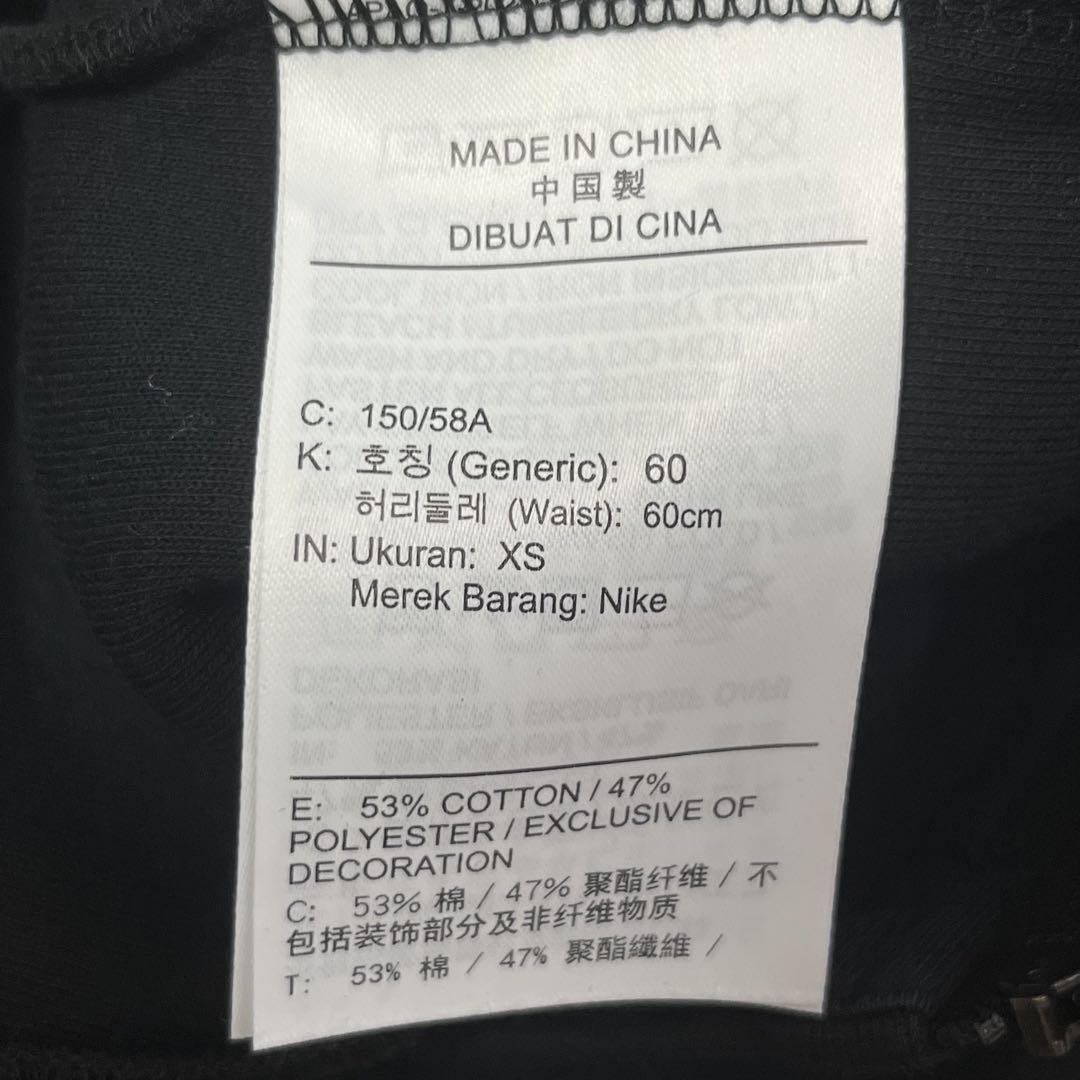 MADE IN CHINA
中国製
DIBUAT DI CINA
C: 150/58A
K: 호칭 (Generic): 60
허리둘레 (Waist): 60cm
IN: Ukuran: XS
Merek Barang: Nike
E: 53% COTTON / 47%
POLYESTER / EXCLUSIVE OF
DECORATION
C: 53% 棉 / 47% 聚酯纤维 / 不
包括装饰部分及非纤维物质
T: 53% 棉 / 47% 聚酯纖維 /